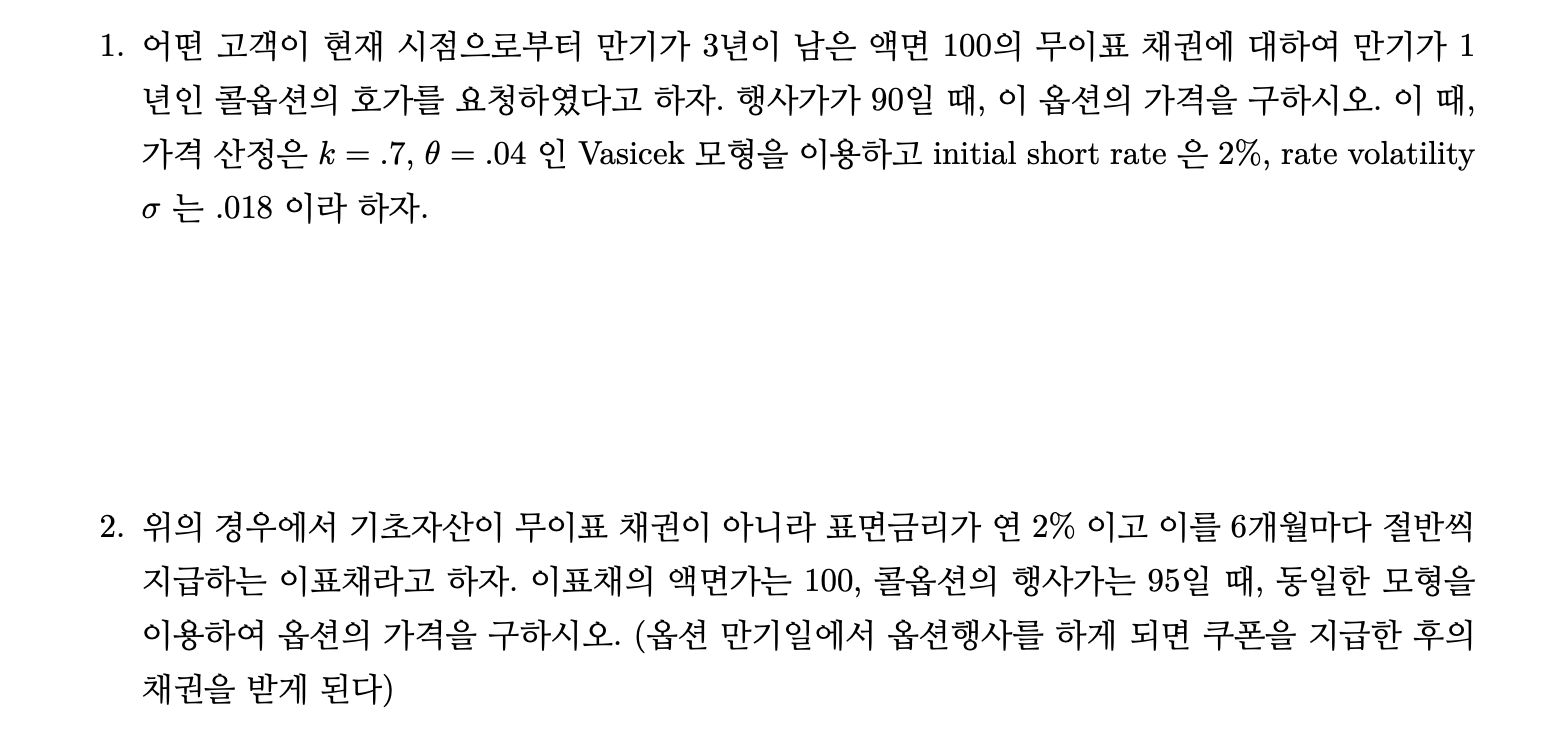 1. 어떤 고객이 현재 시점으로부터 만기가 3년이 남은 액면 100의 무이표 채권에 대하여 만기가 1
년인 콜옵션의 호가를 요청하였다고 하자. 행사가가 90일 때, 이 옵션의 가격을 구하시오. 이 때,
가격 산정은 k = .7, θ = .04 인 Vasicek 모형을 이용하고 initial short rate 은 2%, rate volatility
σ 는 .018 이라 하자.
2. 위의 경우에서 기초자산이 무이표 채권이 아니라 표면금리가 연 2% 이고 이를 6개월마다 절반씩
지급하는 이표채라고 하자. 이표채의 액면가는 100, 콜옵션의 행사가는 95일 때, 동일한 모형을
이용하여 옵션의 가격을 구하시오. (옵션 만기일에서 옵션행사를 하게 되면 쿠폰을 지급한 후의
채권을 받게 된다)